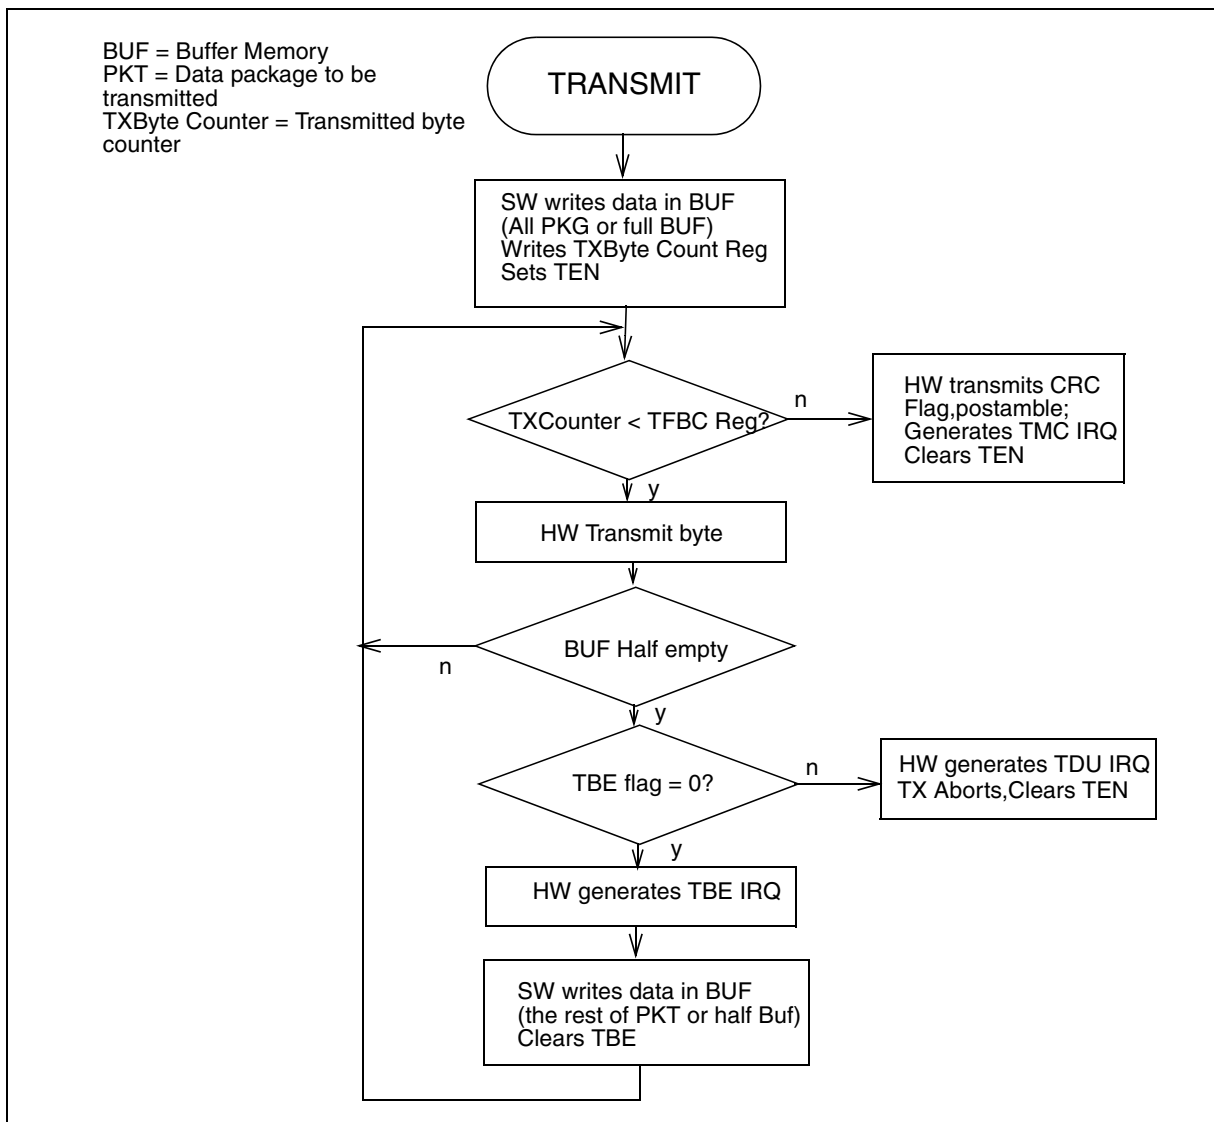 BUF = Buffer Memory
PKT = Data package to be
transmitted
TXByte Counter = Transmitted byte
counter
TRANSMIT
SW writes data in BUF
(All PKG or full BUF)
Writes TXByte Count Reg
Sets TEN
TXCounter < TFBC Reg?
n
HW transmits CRC
Flag,postamble;
Generates TMC IRQ
Clears TEN
y
HW Transmit byte
BUF Half empty
n
y
TBE flag = 0?
n
HW generates TDU IRQ
TX Aborts,Clears TEN
y
HW generates TBE IRQ
SW writes data in BUF
(the rest of PKT or half Buf)
Clears TBE